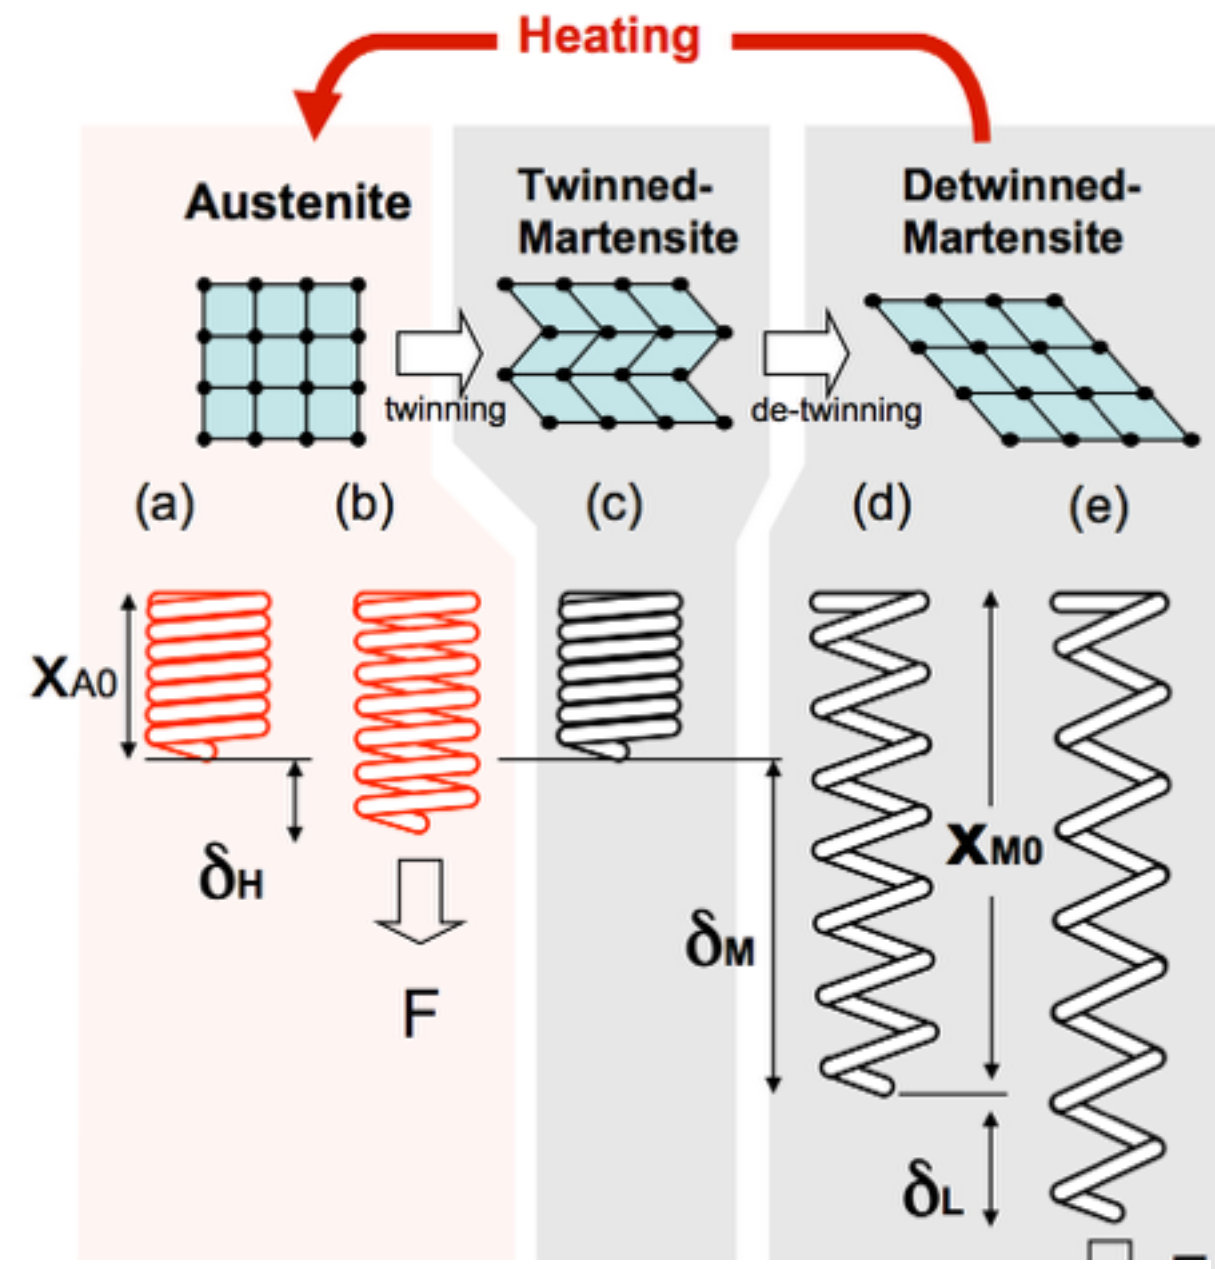 Heating
Austenite
Twinned-
Martensite
Detwinned-
Martensite
twinning
de-twinning
(a)
(b)
(c)
(d)
(e)
XA0
δH
F
δM
XM0
δL